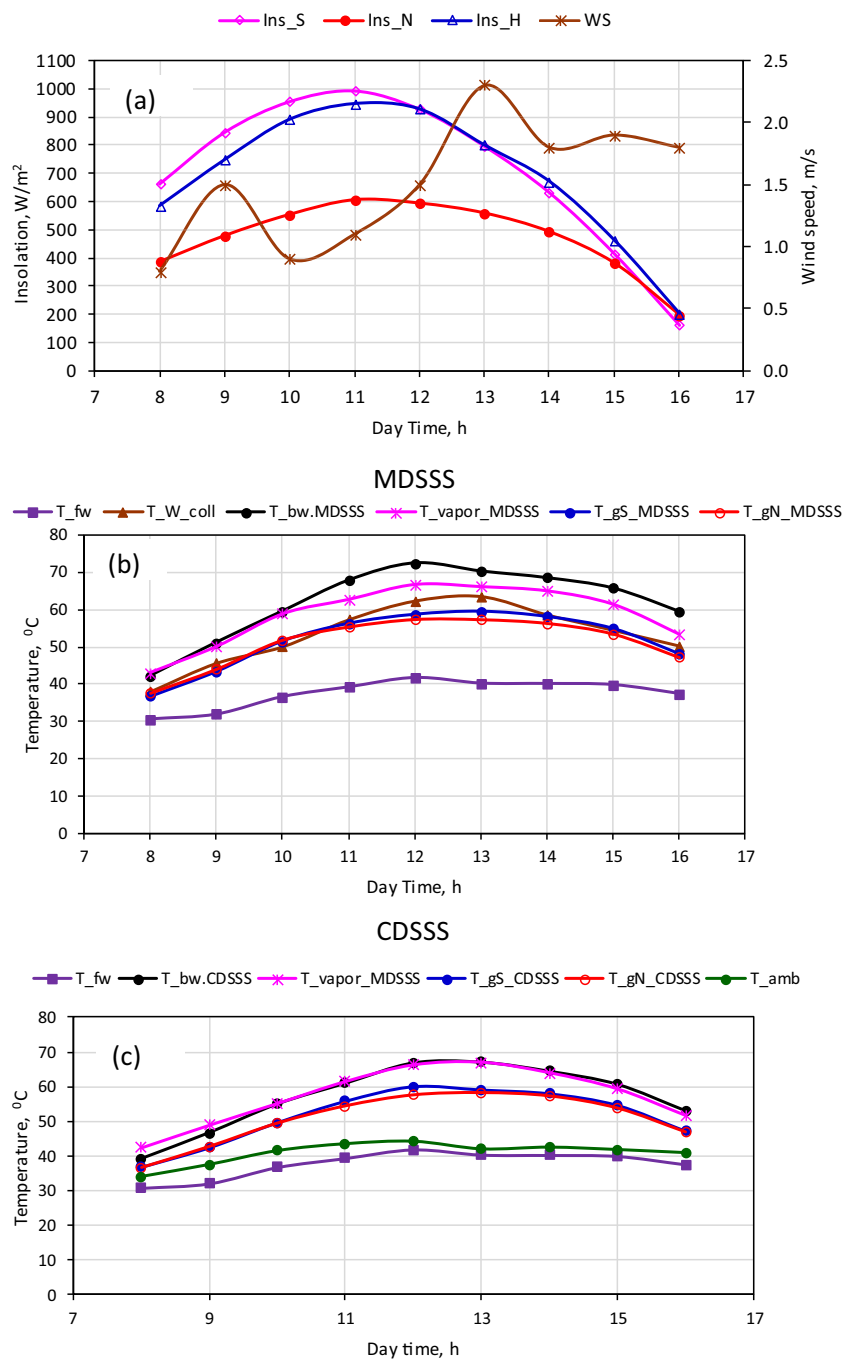 Ins_S Ins_N Ins_H WS
(a)
1100
1000
900
800
700
600
500
400
300
200
100
0
Insolation, W/m²
2.5
2.0
1.5
1.0
0.5
0.0
Wind speed, m/s
7 8 9 10 11 12 13 14 15 16 17
Day Time, h
MDSSS
T_fw T_W_coll T_bw.MDSSS T_vapor_MDSSS T_gS_MDSSS T_gN_MDSSS
(b)
80
70
60
50
40
30
20
10
0
Temperature, ⁰C
7 8 9 10 11 12 13 14 15 16 17
Day Time, h
CDSSS
T_fw T_bw.CDSSS T_vapor_MDSSS T_gS_CDSSS T_gN_CDSSS T_amb
(c)
80
70
60
50
40
30
20
10
0
Temperature, ⁰C
7 9 11 13 15 17
Day time, h